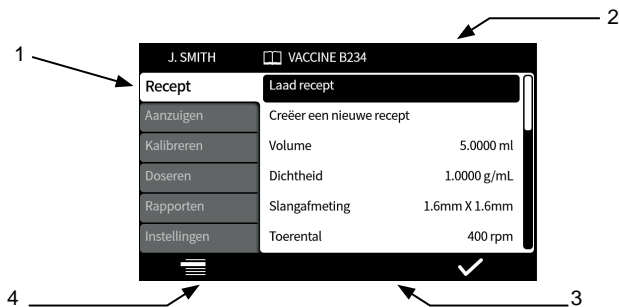 2
1
J. SMITH VACCINE B234
Recept Laad recept
Aanzuigen Creëer een nieuwe recept
Kalibreren Volume 5.0000 ml
Doseren Dichtheid 1.0000 g/mL
Rapporten Slangafmeting 1.6mm X 1.6mm
Instellingen Toerental 400 rpm
4 3